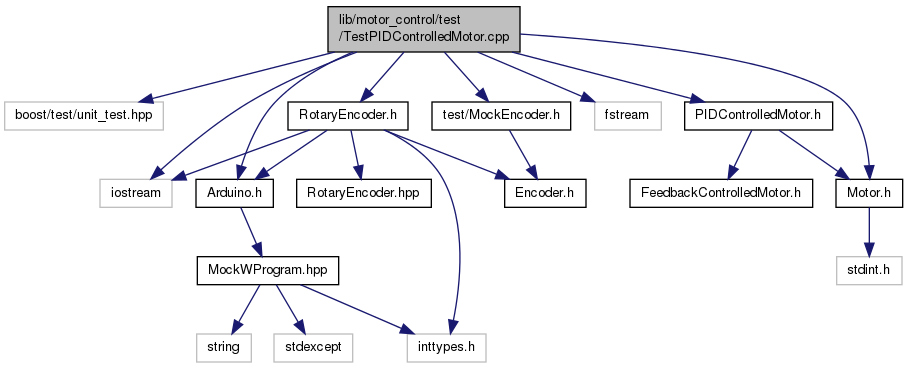 lib/motor_control/test
/TestPIDControlledMotor.cpp
boost/test/unit_test.hpp
RotaryEncoder.h
test/MockEncoder.h
fstream
PIDControlledMotor.h
iostream
Arduino.h
RotaryEncoder.hpp
Encoder.h
FeedbackControlledMotor.h
Motor.h
MockWProgram.hpp
stdint.h
string
stdexcept
inttypes.h